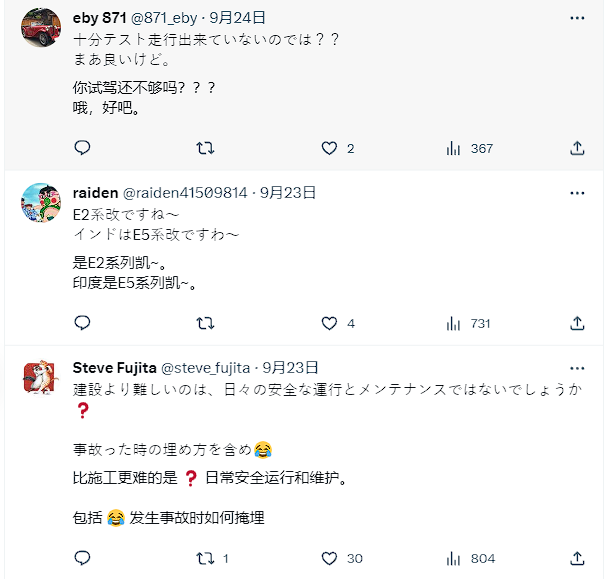 eby 871 @871_eby · 9月24日
十分テスト走行出来ていないのでは？？
まあ良いけど。
你试驾还不够吗？？？
哦，好吧。
2
367
raiden @raiden41509814 · 9月23日
E2系改ですね〜
インドはE5系改ですわ〜
是E2系列凯~。
印度是E5系列凯~。
4
731
Steve Fujita @steve_fujita · 9月23日
建設より難しいのは、日々の安全な運行とメンテナンスではないでしょうか
❓
事故った時の埋め方を含め😂
比施工更难的是 ❓ 日常安全运行和维护。
包括 😂 发生事故时如何掩埋
1
30
804